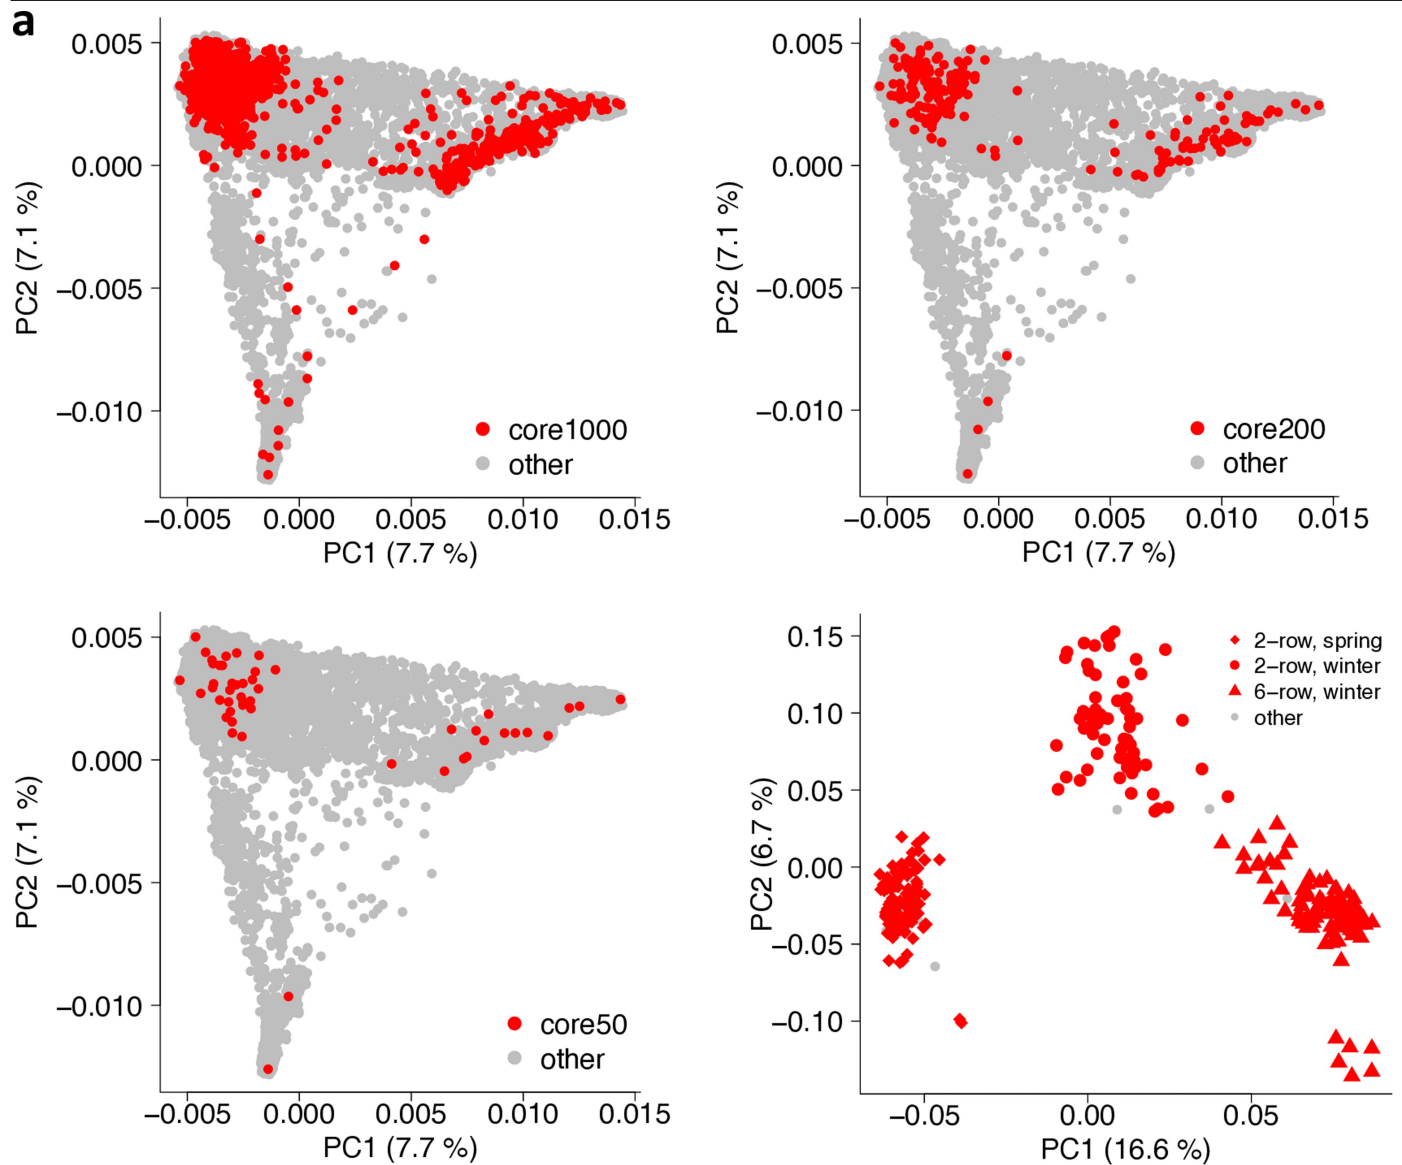 a
0.005
0.000
−0.005
−0.010
PC2 (7.1 %)
−0.005 0.000 0.005 0.010 0.015
PC1 (7.7 %)
core1000
other
0.005
0.000
−0.005
−0.010
PC2 (7.1 %)
−0.005 0.000 0.005 0.010 0.015
PC1 (7.7 %)
core200
other
0.005
0.000
−0.005
−0.010
PC2 (7.1 %)
−0.005 0.000 0.005 0.010 0.015
PC1 (7.7 %)
core50
other
0.15
0.10
0.05
0.00
−0.05
−0.10
PC2 (6.7 %)
−0.05 0.00 0.05
PC1 (16.6 %)
2−row, spring
2−row, winter
6−row, winter
other